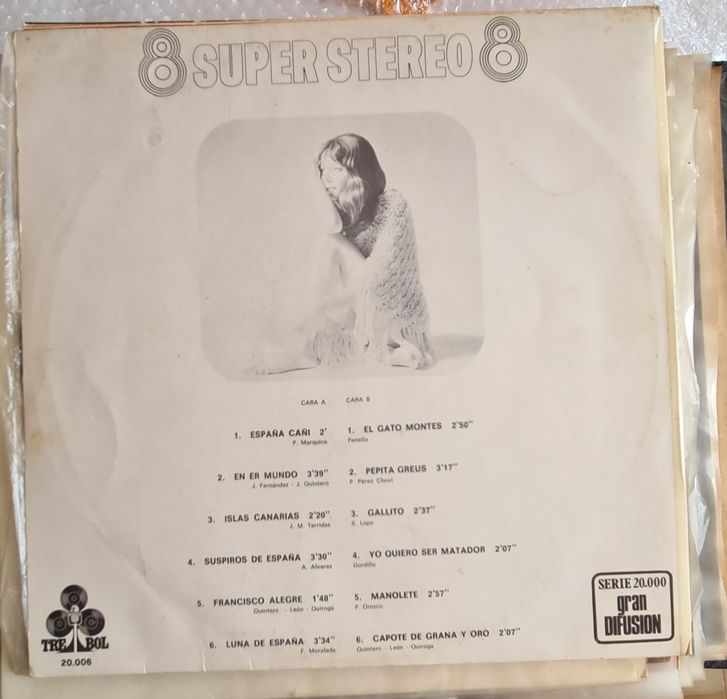 8 SUPER STEREO 8
CARA A
1. ESPAÑA CAÑI 2'
P. Marquina
2. EN ER MUNDO 3'39"
J. Fernández - J. Quintero
3. ISLAS CANARIAS 2'20"
J. M. Tarridas
4. SUSPIROS DE ESPAÑA 3'30"
A. Alvarez
5. FRANCISCO ALEGRE 1'48"
Quintero - León - Quiroga
6. LUNA DE ESPAÑA 3'34"
F. Moraleda
CARA B
1. EL GATO MONTES 2'50"
Penella
2. PEPITA GREUS 3'17"
P. Pérez Choví
3. GALLITO 2'37"
S. Lope
4. YO QUIERO SER MATADOR 2'07"
Gordillo
5. MANOLETE 2'57"
P. Orozco
6. CAPOTE DE GRANA Y ORO 2'07"
Quintero - León - Quiroga
TREBOL
20.006
SERIE 20.000
gran
DIFUSION